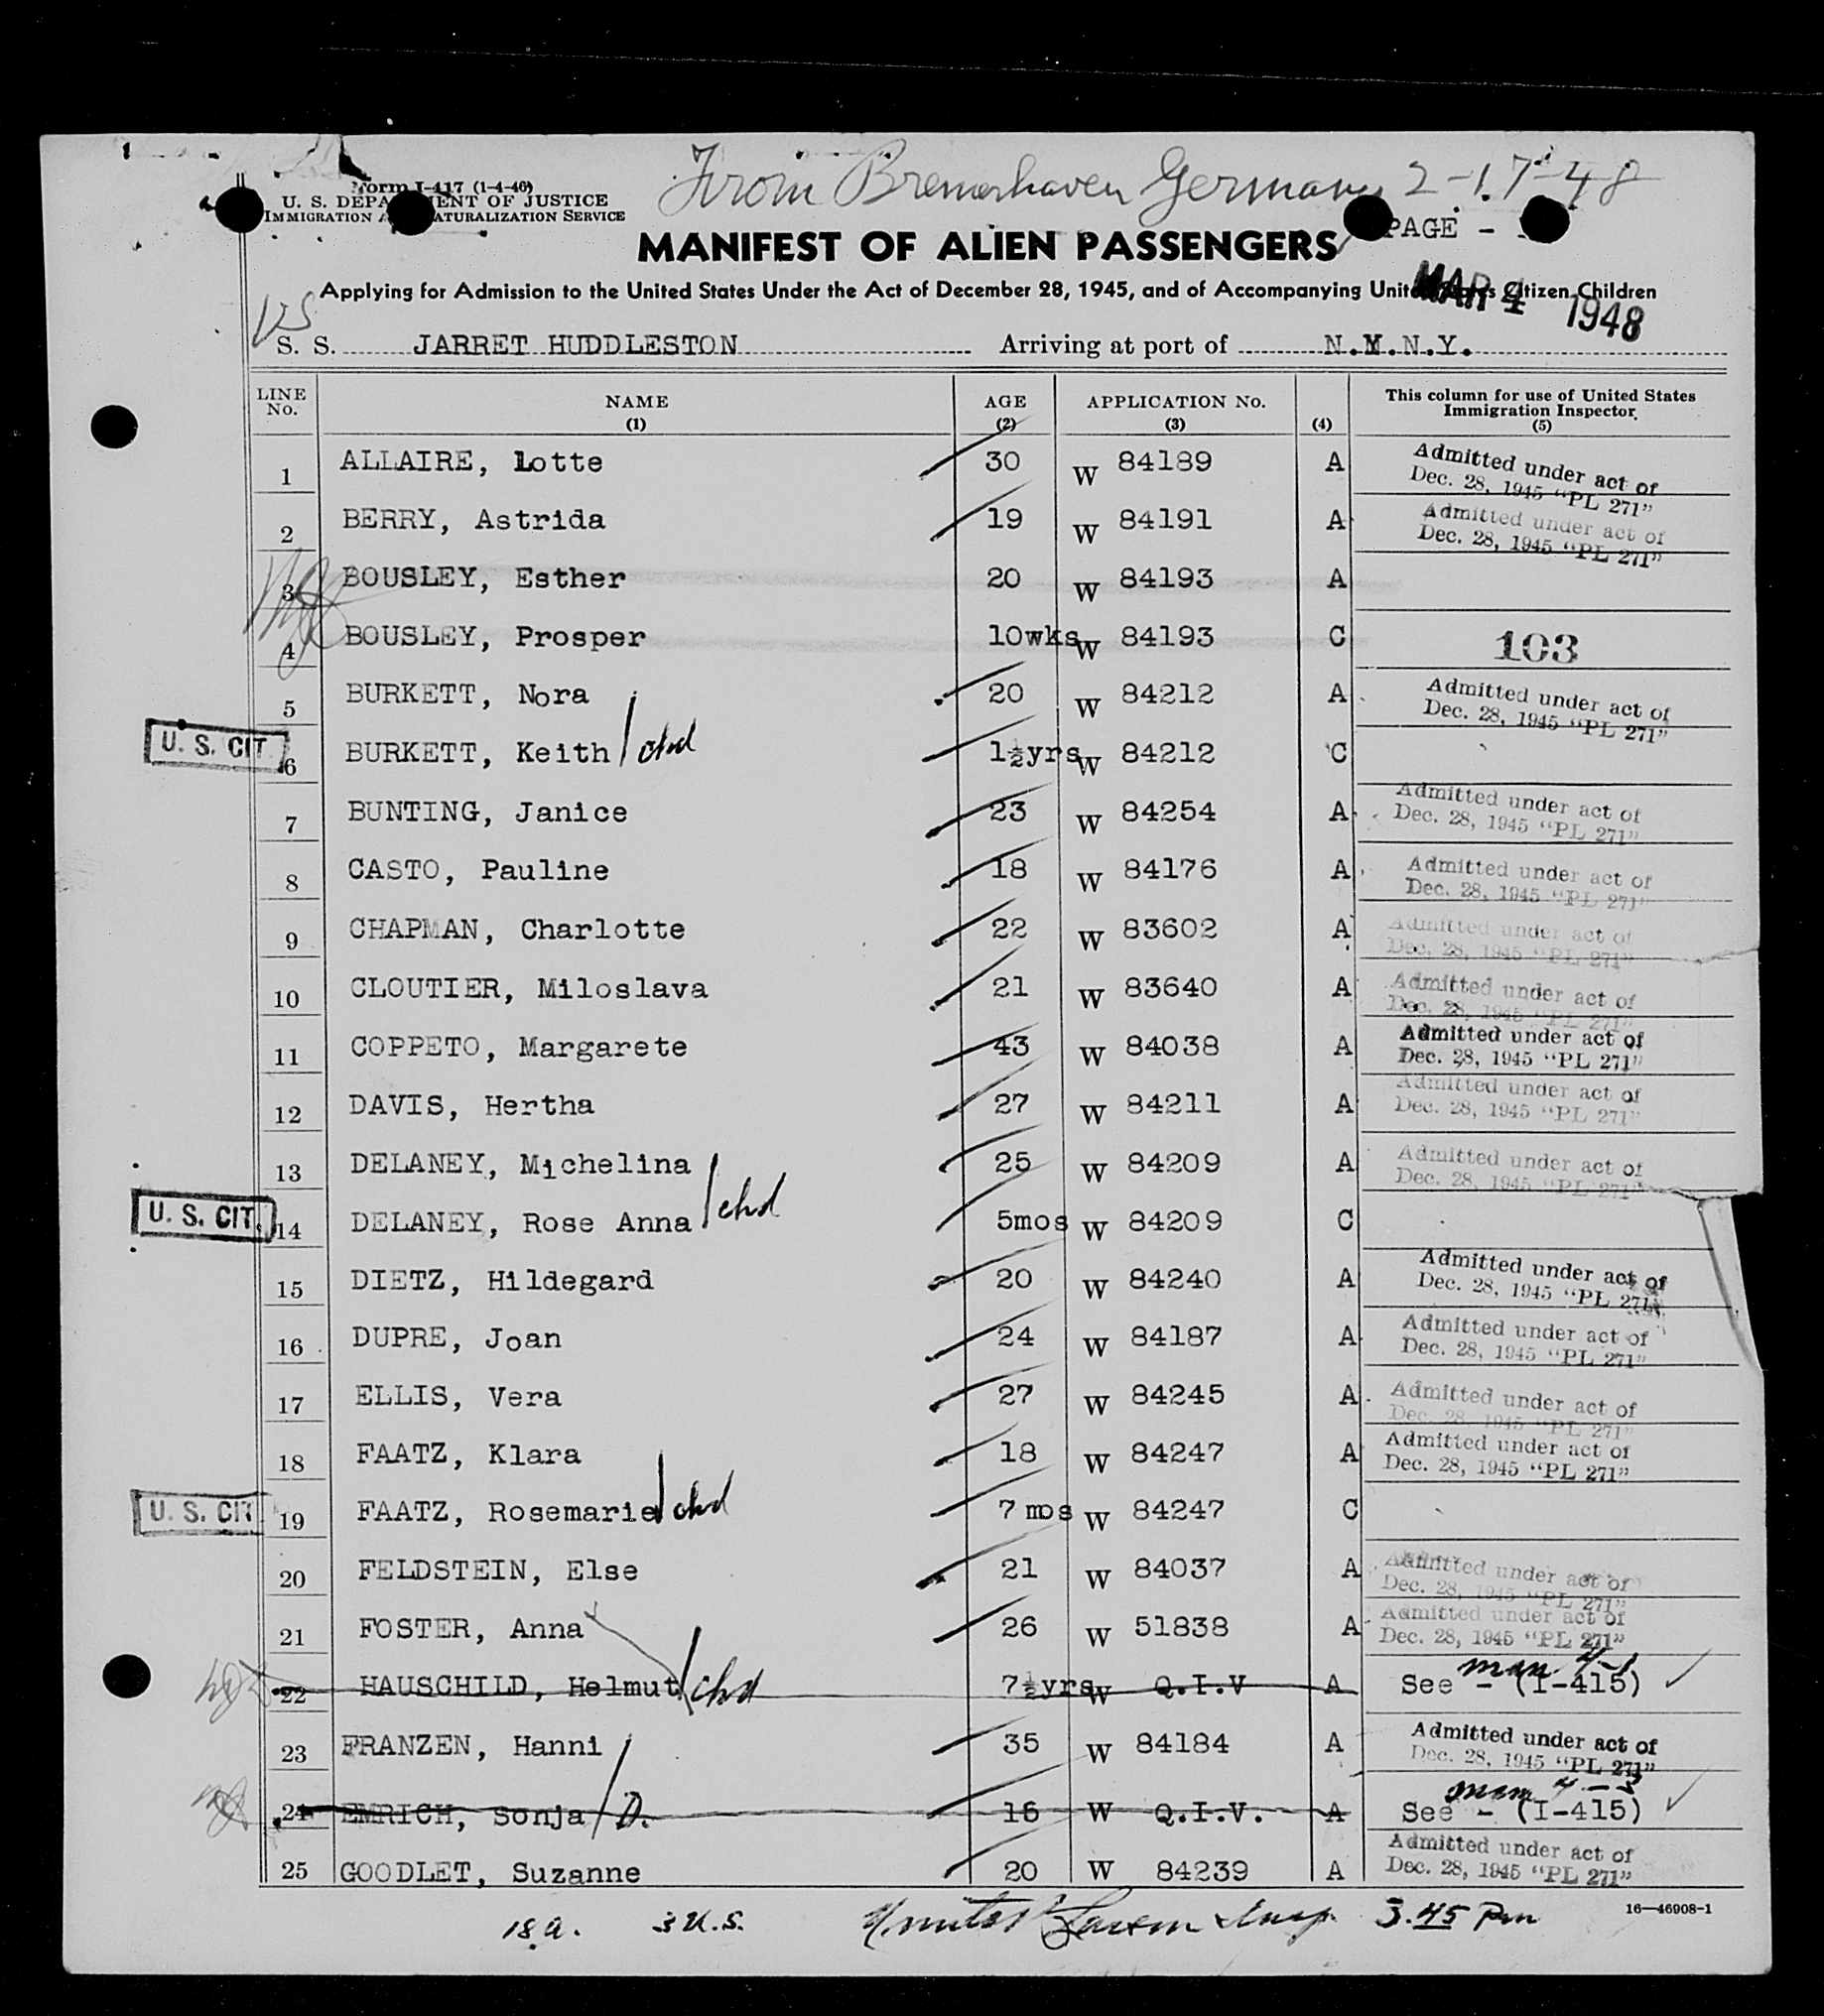 From Bremerhaven Germany 2-17-48
Form I-417 (1-4-46)
U. S. DEPARTMENT OF JUSTICE
IMMIGRATION NATURALIZATION SERVICE
PAGE -
MANIFEST OF ALIEN PASSENGERS
Applying for Admission to the United States Under the Act of December 28, 1945, and of Accompanying United States Citizen Children
MAR 4 1948
S. S. JARRET HUDDLESTON Arriving at port of N.Y.N.Y.
LINE No. NAME (1) AGE (2) APPLICATION No. (3) (4) This column for use of United States Immigration Inspector. (5)
1 ALLAIRE, Lotte 30 W 84189 A Admitted under act of Dec. 28, 1945 "PL 271"
2 BERRY, Astrida 19 W 84191 A Admitted under act of Dec. 28, 1945 "PL 271"
3 BOUSLEY, Esther 20 W 84193 A
4 BOUSLEY, Prosper 10wks W 84193 C 103
5 BURKETT, Nora 20 W 84212 A Admitted under act of Dec. 28, 1945 "PL 271"
U. S. CIT. 6 BURKETT, Keith / chd 1½yrs W 84212 C
7 BUNTING, Janice 23 W 84254 A Admitted under act of Dec. 28, 1945 "PL 271"
8 CASTO, Pauline 18 W 84176 A Admitted under act of Dec. 28, 1945 "PL 271"
9 CHAPMAN, Charlotte 22 W 83602 A Admitted under act of Dec. 28, 1945 "PL 271"
10 CLOUTIER, Miloslava 21 W 83640 A Admitted under act of Dec. 28, 1945 "PL 271"
11 COPPETO, Margarete 43 W 84038 A Admitted under act of Dec. 28, 1945 "PL 271"
12 DAVIS, Hertha 27 W 84211 A Admitted under act of Dec. 28, 1945 "PL 271"
13 DELANEY, Michelina 25 W 84209 A Admitted under act of Dec. 28, 1945 "PL 271"
U. S. CIT. 14 DELANEY, Rose Anna / chd 5mos W 84209 C
15 DIETZ, Hildegard 20 W 84240 A Admitted under act of Dec. 28, 1945 "PL 271"
16 DUPRE, Joan 24 W 84187 A Admitted under act of Dec. 28, 1945 "PL 271"
17 ELLIS, Vera 27 W 84245 A Admitted under act of Dec. 28, 1945 "PL 271"
18 FAATZ, Klara 18 W 84247 A Admitted under act of Dec. 28, 1945 "PL 271"
U. S. CIT 19 FAATZ, Rosemarie / chd 7 mos W 84247 C
20 FELDSTEIN, Else 21 W 84037 A Admitted under act of Dec. 28, 1945 "PL 271"
21 FOSTER, Anna 26 W 51838 A Admitted under act of Dec. 28, 1945 "PL 271"
22 HAUSCHILD, Helmut / chd 7½yrs W Q.I.V A See man 4-1 - (I-415)
23 FRANZEN, Hanni 35 W 84184 A Admitted under act of Dec. 28, 1945 "PL 271"
24 EMRICH, Sonja / D. 16 W Q.I.V. A See man 4-3 - (I-415)
25 GOODLET, Suzanne 20 W 84239 A Admitted under act of Dec. 28, 1945 "PL 271"
18 a. 3 U.S. Insp. 3.45 Pm
16—46908-1